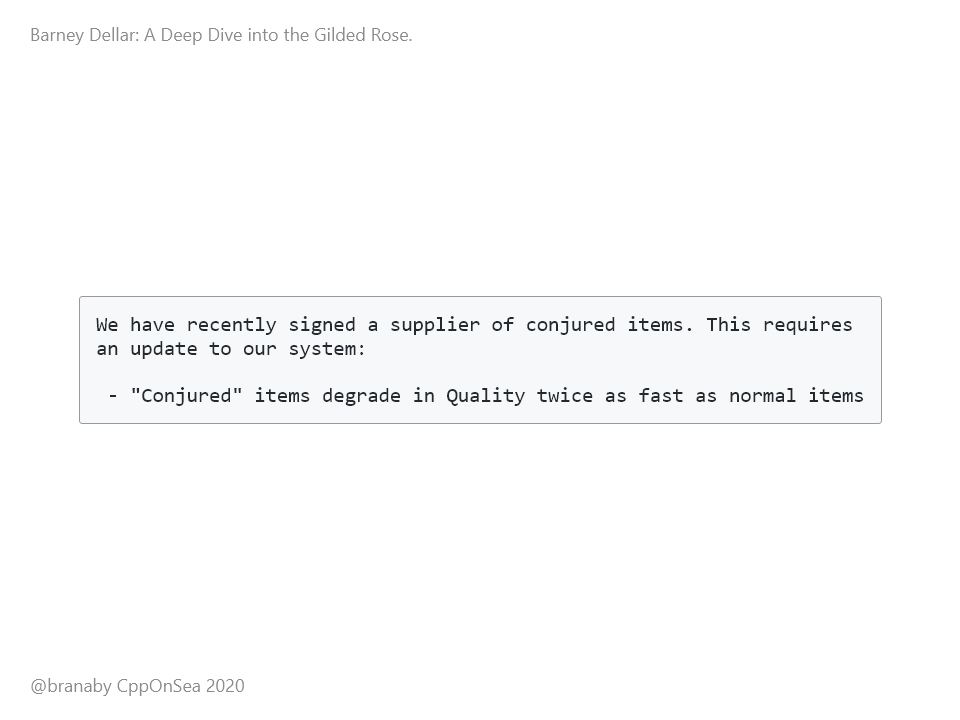 Barney Dellar: A Deep Dive into the Gilded Rose.
We have recently signed a supplier of conjured items. This requires
an update to our system:
- "Conjured" items degrade in Quality twice as fast as normal items
@branaby CppOnSea 2020